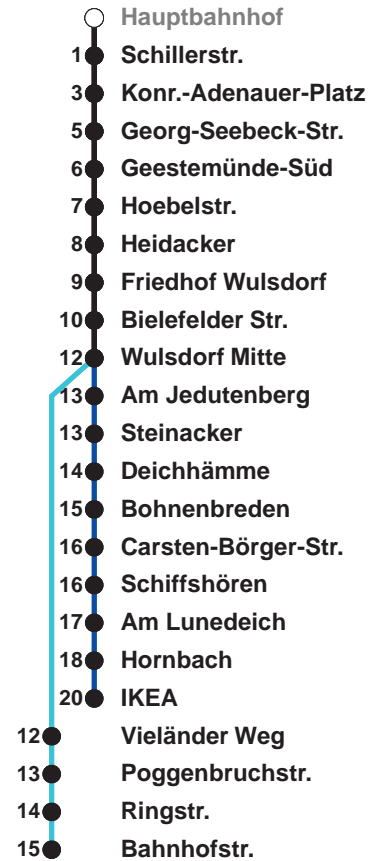 Hauptbahnhof
1 Schillerstr.
3 Konr.-Adenauer-Platz
5 Georg-Seebeck-Str.
6 Geestemünde-Süd
7 Hoebelstr.
8 Heidacker
9 Friedhof Wulsdorf
10 Bielefelder Str.
12 Wulsdorf Mitte
13 Am Jedutenberg
13 Steinacker
14 Deichhämme
15 Bohnenbreden
16 Carsten-Börger-Str.
16 Schiffshören
17 Am Lunedeich
18 Hornbach
20 IKEA
12 Vieländer Weg
13 Poggenbruchstr.
14 Ringstr.
15 Bahnhofstr.